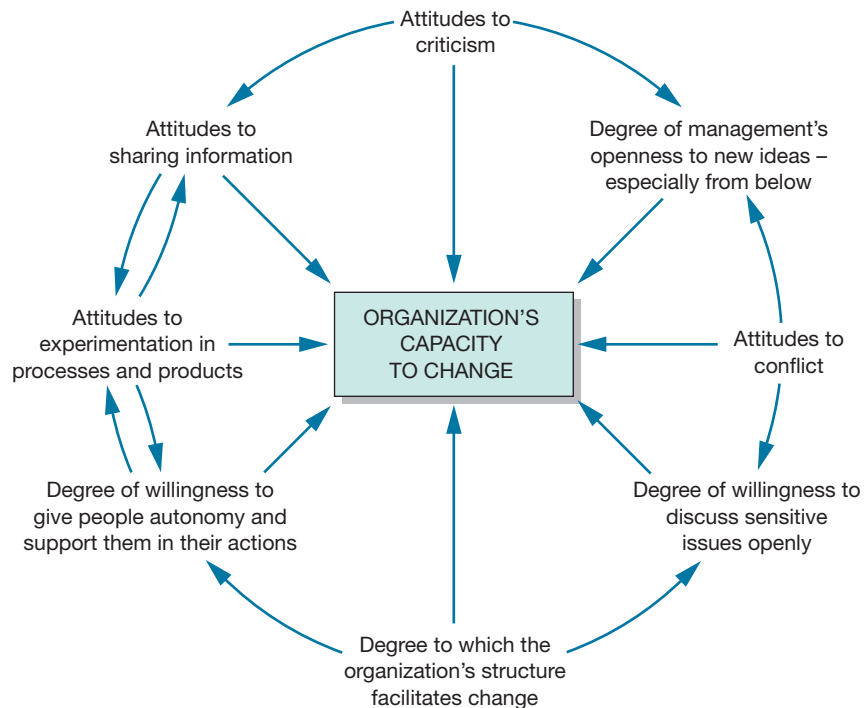 Attitudes to
criticism
Attitudes to
sharing information
Degree of management’s
openness to new ideas –
especially from below
ORGANIZATION’S
CAPACITY
TO CHANGE
Attitudes to
experimentation in
processes and products
Attitudes to
conflict
Degree of willingness to
give people autonomy and
support them in their actions
Degree of willingness to
discuss sensitive
issues openly
Degree to which the
organization’s structure
facilitates change